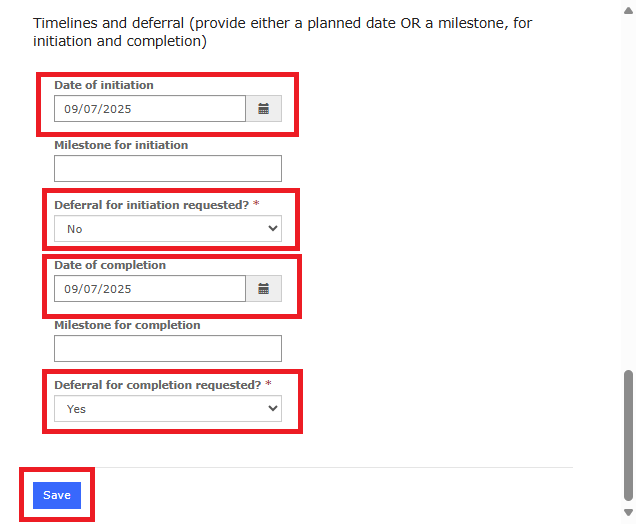 Timelines and deferral (provide either a planned date OR a milestone, for
initiation and completion)
Date of initiation
09/07/2025
Milestone for initiation
Deferral for initiation requested? *
No
Date of completion
09/07/2025
Milestone for completion
Deferral for completion requested? *
Yes
Save